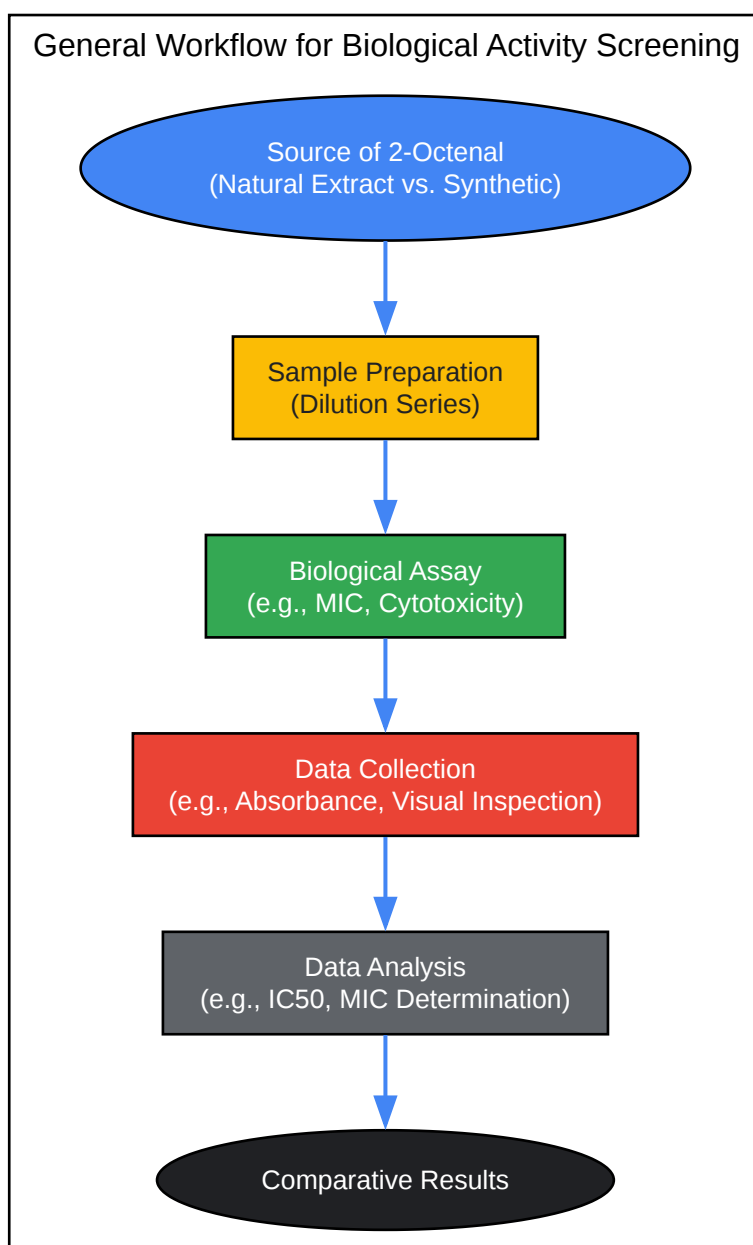 General Workflow for Biological Activity Screening
Source of 2-Octenal
(Natural Extract vs. Synthetic)
Sample Preparation
(Dilution Series)
Biological Assay
(e.g., MIC, Cytotoxicity)
Data Collection
(e.g., Absorbance, Visual Inspection)
Data Analysis
(e.g., IC50, MIC Determination)
Comparative Results